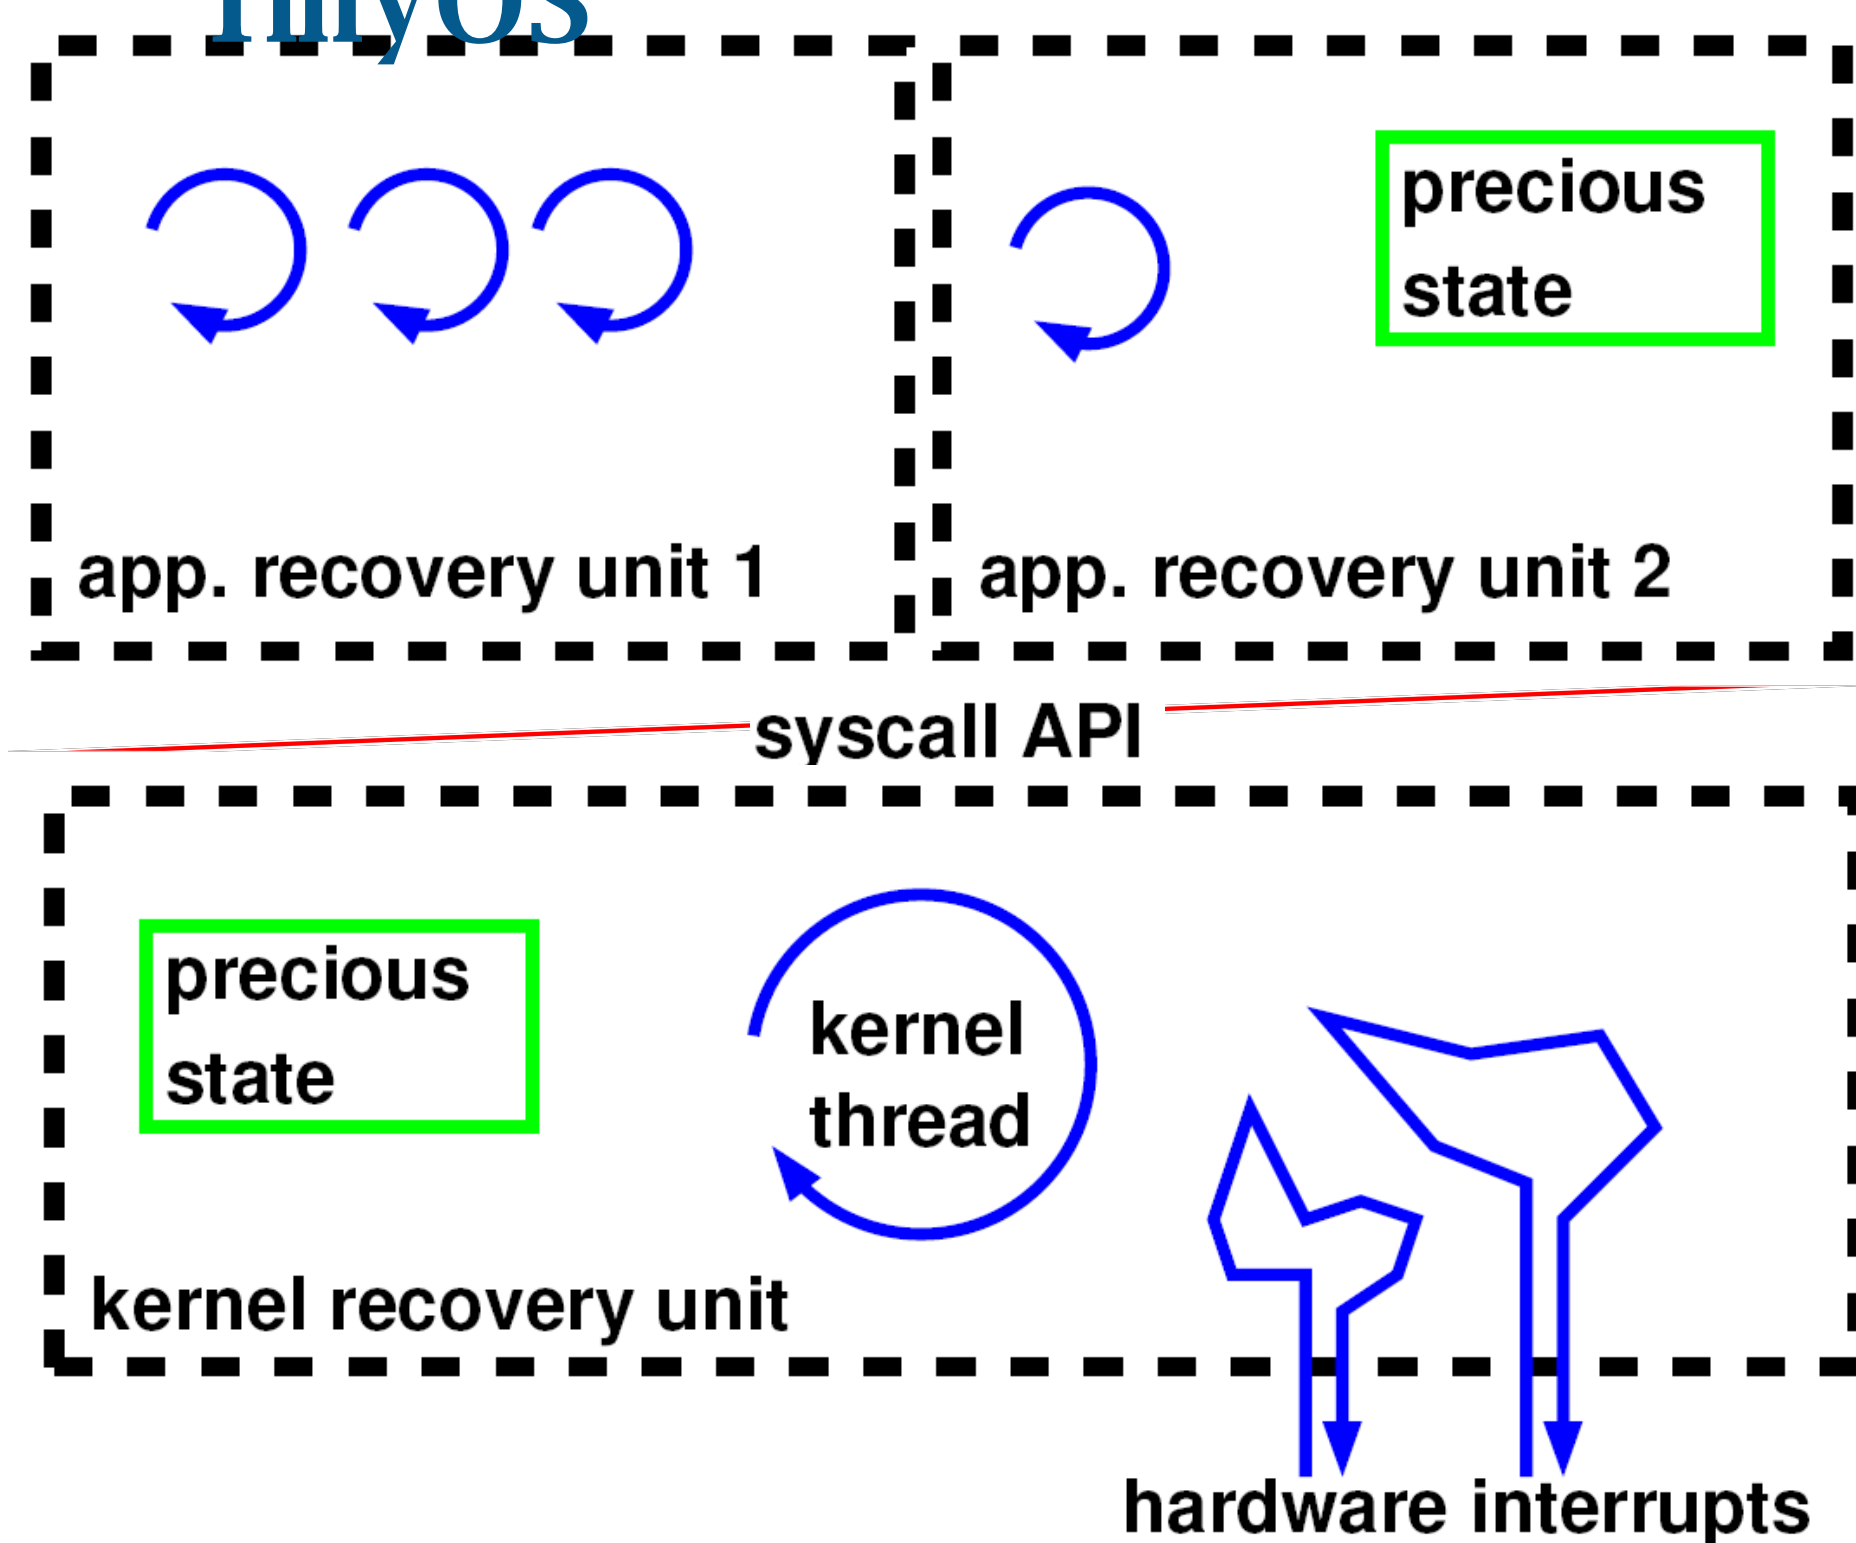 TinyOS
precious
state
app. recovery unit 1
app. recovery unit 2
syscall API
precious
state
kernel
thread
kernel recovery unit
hardware interrupts